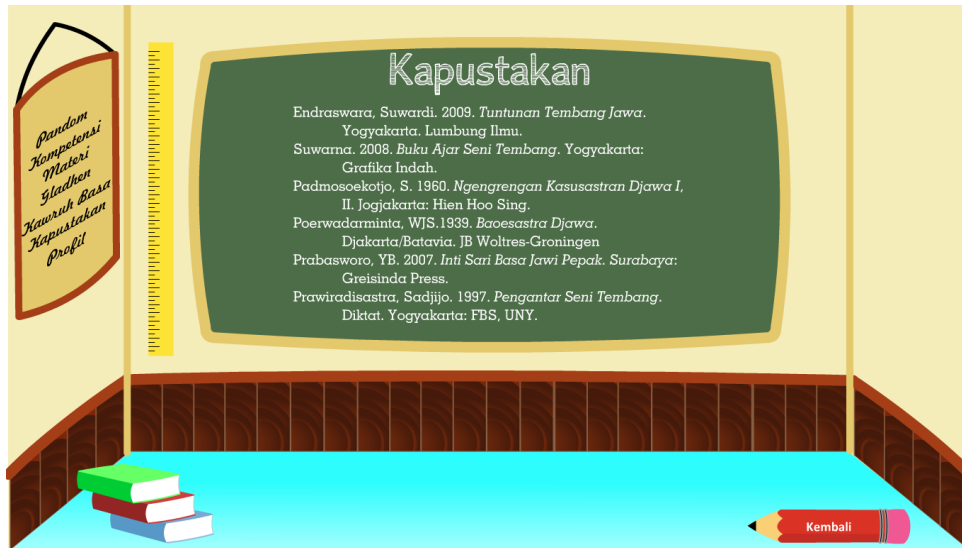 Pandom
Kompetensi
Materi
Gladhen
Kawruh Basa
Kapustakan
Profil
Kapustakan
Endraswara, Suwardi. 2009. Tuntunan Tembang Jawa.
Yogyakarta. Lumbung Ilmu.
Suwarna. 2008. Buku Ajar Seni Tembang. Yogyakarta:
Grafika Indah.
Padmosoekotjo, S. 1960. Ngengrengan Kasusastran Djawa I,
II. Jogjakarta: Hien Hoo Sing.
Poerwadarminta, WJS.1939. Baoesastra Djawa.
Djakarta/Batavia. JB Woltres-Groningen
Prabasworo, YB. 2007. Inti Sari Basa Jawi Pepak. Surabaya:
Greisinda Press.
Prawiradisastra, Sadjijo. 1997. Pengantar Seni Tembang.
Diktat. Yogyakarta: FBS, UNY.
Kembali